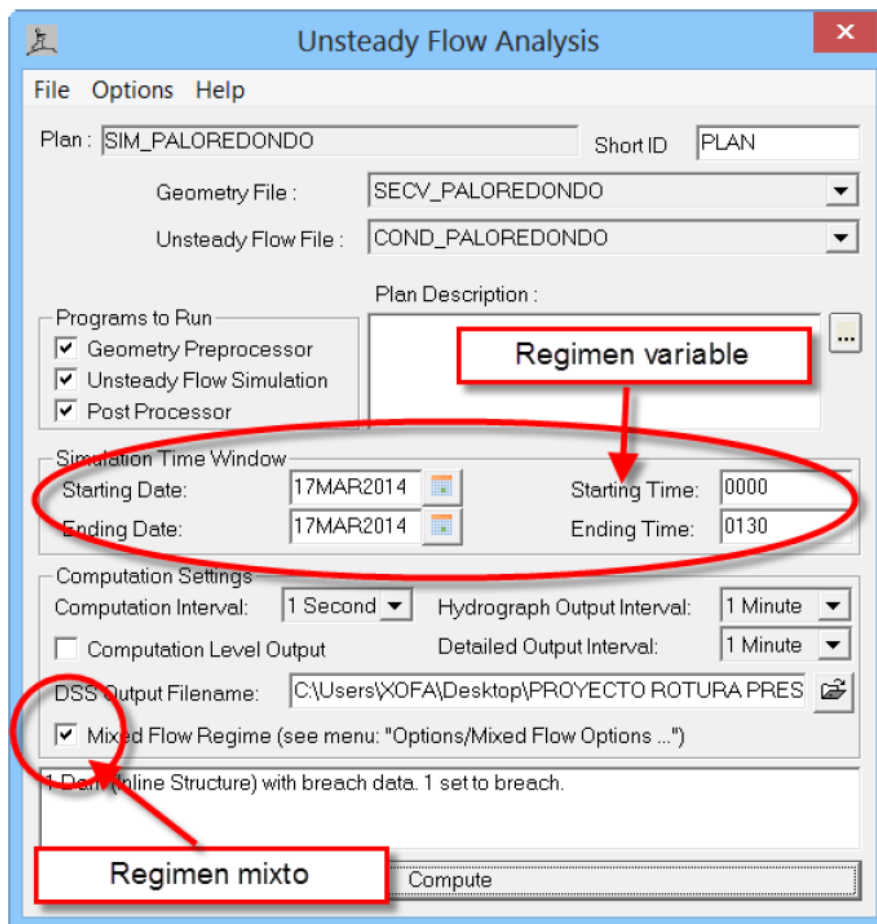 Unsteady Flow Analysis
x
File Options Help
Plan : SIM_PALOREDONDO Short ID PLAN
Geometry File : SECV_PALOREDONDO
Unsteady Flow File : COND_PALOREDONDO
Plan Description :
Programs to Run
Geometry Preprocessor
Unsteady Flow Simulation
Post Processor
...
Regimen variable
Simulation Time Window
Starting Date: 17MAR2014 Starting Time: 0000
Ending Date: 17MAR2014 Ending Time: 0130
Computation Settings
Computation Interval: 1 Second Hydrograph Output Interval: 1 Minute
Computation Level Output Detailed Output Interval: 1 Minute
DSS Output Filename: C:\Users\XOFA\Desktop\PROYECTO ROTURA PRES
Mixed Flow Regime (see menu: "Options/Mixed Flow Options ...")
1 Dam (Inline Structure) with breach data. 1 set to breach.
Regimen mixto
Compute